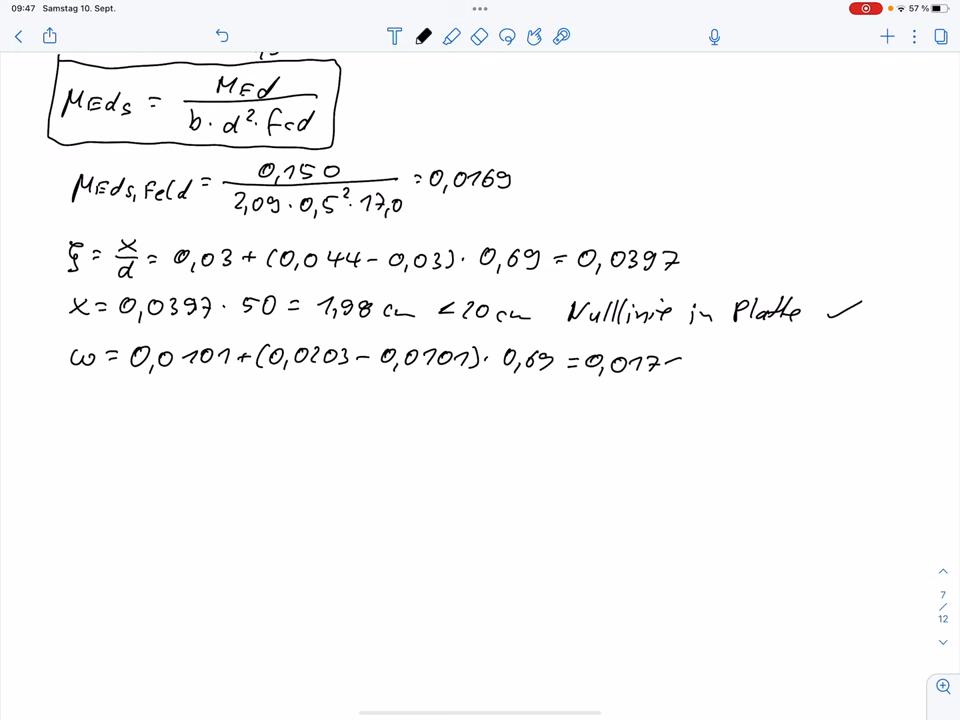 09:47 Samstag 10. Sept. 57 %
μEds = MEd / b · d² · fcd
μEds, Feld = 0,150 / 2,09 · 0,5² · 17,0 = 0,0169
ξ = x/d = 0,03 + (0,044 - 0,03) · 0,69 = 0,0397
x = 0,0397 · 50 = 1,98 cm < 20 cm Nulllinie in Platte ✓
ω = 0,0101 + (0,0203 - 0,0101) · 0,69 = 0,017
7
/
12